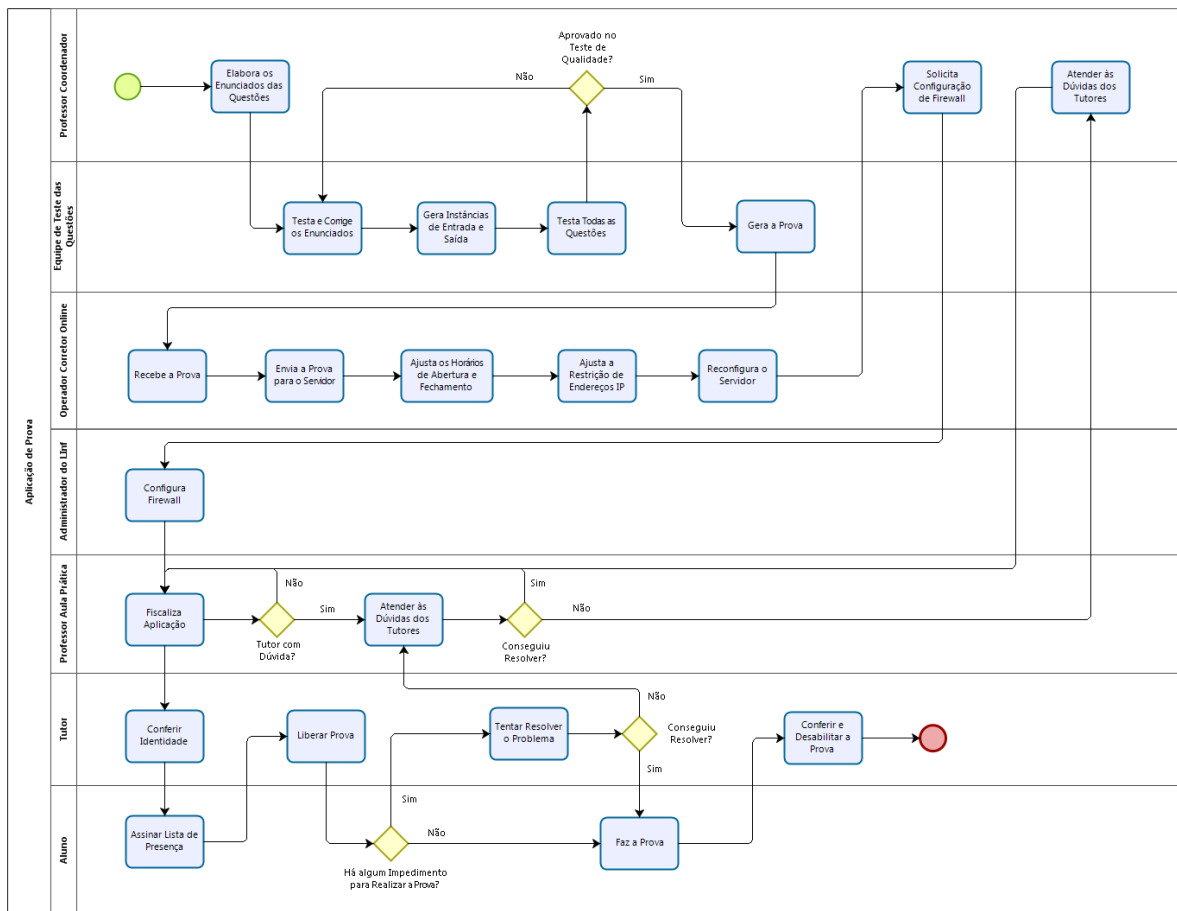 Aplicação de Prova
Professor Coordenador
Elabora os
Enunciados das
Questões
Aprovado no
Teste de
Qualidade?
Não
Sim
Solicita
Configuração
de Firewall
Atender às
Dúvidas dos
Tutores
Equipe de Teste das
Questões
Testa e Corrige
os Enunciados
Gera Instâncias
de Entrada e
Saída
Testa Todas as
Questões
Gera a Prova
Operador Corretor Online
Recebe a Prova
Envia a Prova
para o Servidor
Ajusta os Horários
de Abertura e
Fechamento
Ajusta a
Restrição de
Endereços IP
Reconfigura o
Servidor
Administrador do LInf
Configura
Firewall
Professor Aula Prática
Fiscaliza
Aplicação
Não
Sim
Tutor com
Dúvida?
Atender às
Dúvidas dos
Tutores
Sim
Não
Conseguiu
Resolver?
Tutor
Conferir
Identidade
Liberar Prova
Tentar Resolver
o Problema
Não
Conseguiu
Resolver?
Sim
Conferir e
Desabilitar a
Prova
Aluno
Assinar Lista de
Presença
Sim
Não
Há algum Impedimento
para Realizar a Prova?
Faz a Prova